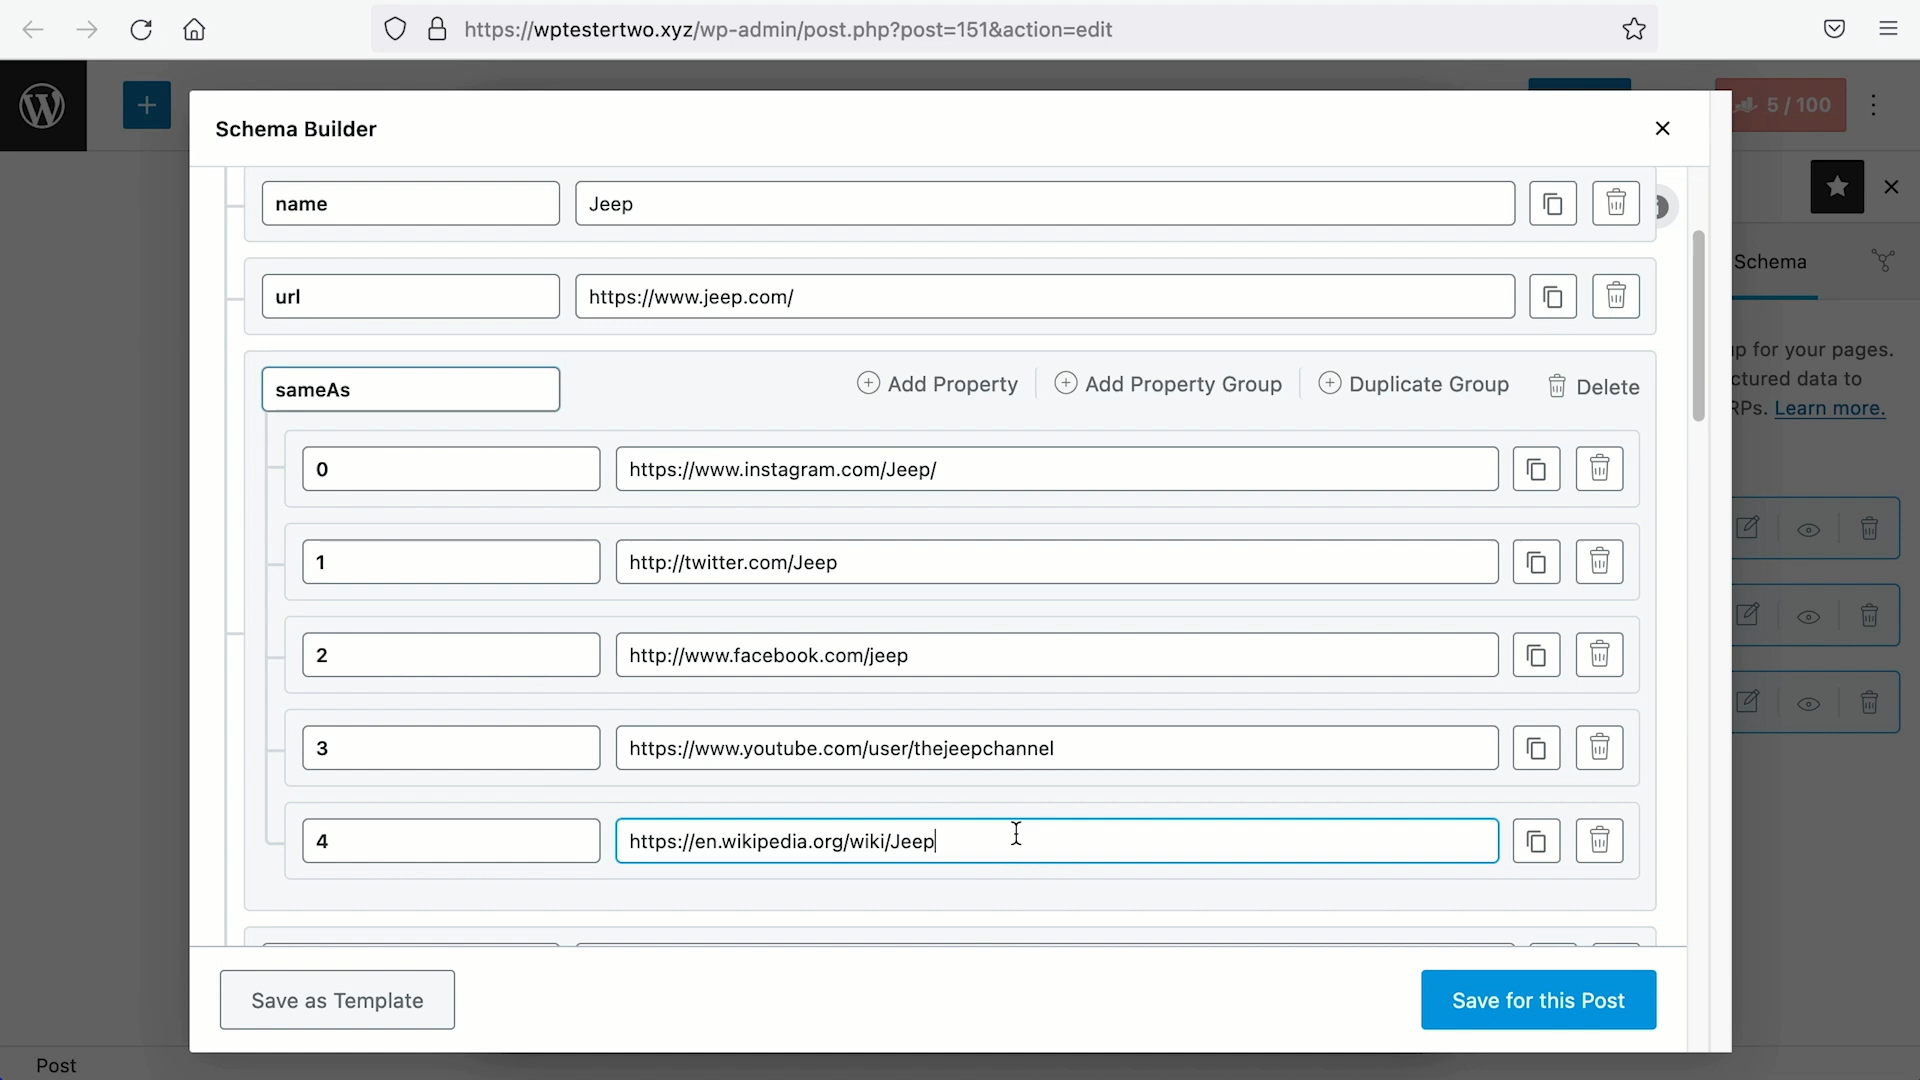 https://wptestertwo.xyz/wp-admin/post.php?post=151&action=edit
5 / 100
Schema Builder
name Jeep
Schema
url https://www.jeep.com/
up for your pages.
ctured data to
RPs. Learn more.
sameAs Add Property Add Property Group Duplicate Group Delete
0 https://www.instagram.com/Jeep/
1 http://twitter.com/Jeep
2 http://www.facebook.com/jeep
3 https://www.youtube.com/user/thejeepchannel
4 https://en.wikipedia.org/wiki/Jeep
Save as Template Save for this Post
Post